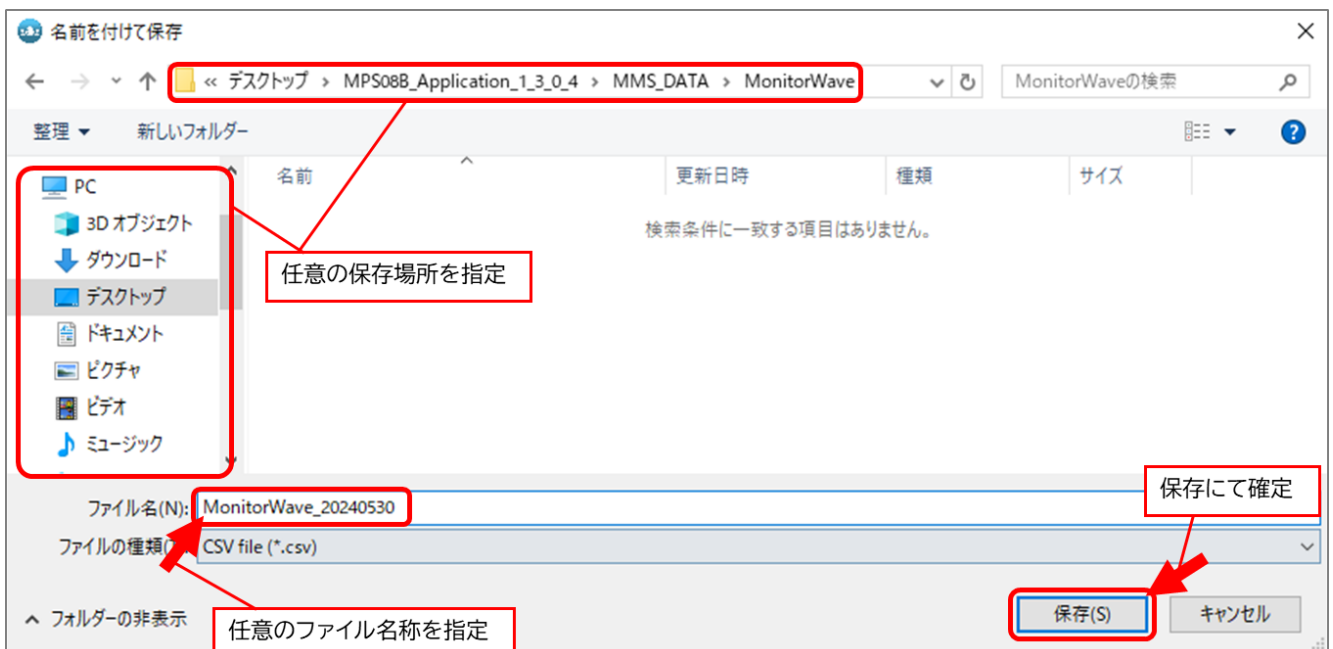 名前を付けて保存
« デスクトップ › MPS08B_Application_1_3_0_4 › MMS_DATA › MonitorWave
MonitorWaveの検索
整理
新しいフォルダー
PC
3D オブジェクト
ダウンロード
デスクトップ
ドキュメント
ピクチャ
ビデオ
ミュージック
名前 更新日時 種類 サイズ
検索条件に一致する項目はありません。
任意の保存場所を指定
保存にて確定
ファイル名(N): MonitorWave_20240530
ファイルの種類( CSV file (*.csv)
フォルダーの非表示
任意のファイル名称を指定
保存(S)
キャンセル